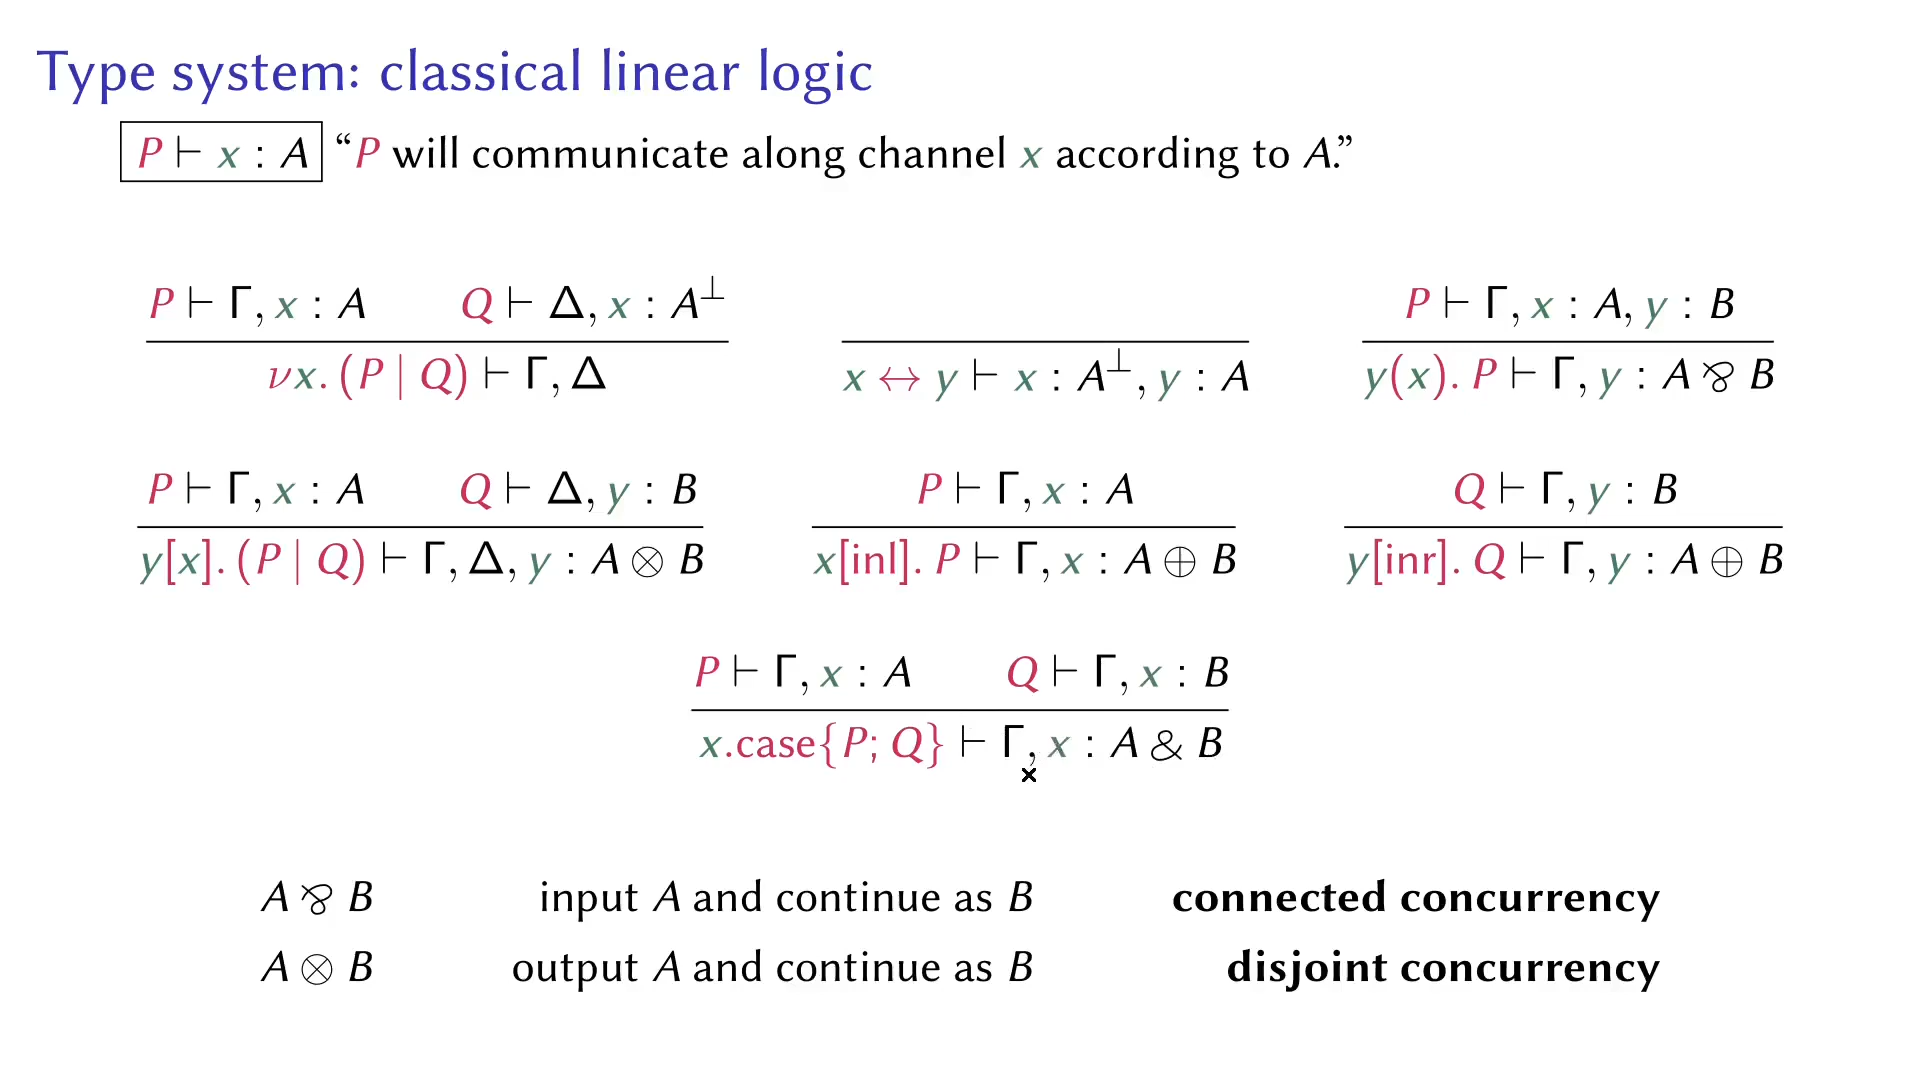 Type system: classical linear logic
P ⊢ x : A “P will communicate along channel x according to A.”
P ⊢ Γ, x : A Q ⊢ Δ, x : A⊥
νx. (P | Q) ⊢ Γ, Δ
x ↔ y ⊢ x : A⊥, y : A
P ⊢ Γ, x : A, y : B
y(x). P ⊢ Γ, y : A ⅋ B
P ⊢ Γ, x : A Q ⊢ Δ, y : B
y[x]. (P | Q) ⊢ Γ, Δ, y : A ⊗ B
P ⊢ Γ, x : A
x[inl]. P ⊢ Γ, x : A ⊕ B
Q ⊢ Γ, y : B
y[inr]. Q ⊢ Γ, y : A ⊕ B
P ⊢ Γ, x : A Q ⊢ Γ, x : B
x.case{P; Q} ⊢ Γ, x : A & B
A ⅋ B input A and continue as B connected concurrency
A ⊗ B output A and continue as B disjoint concurrency